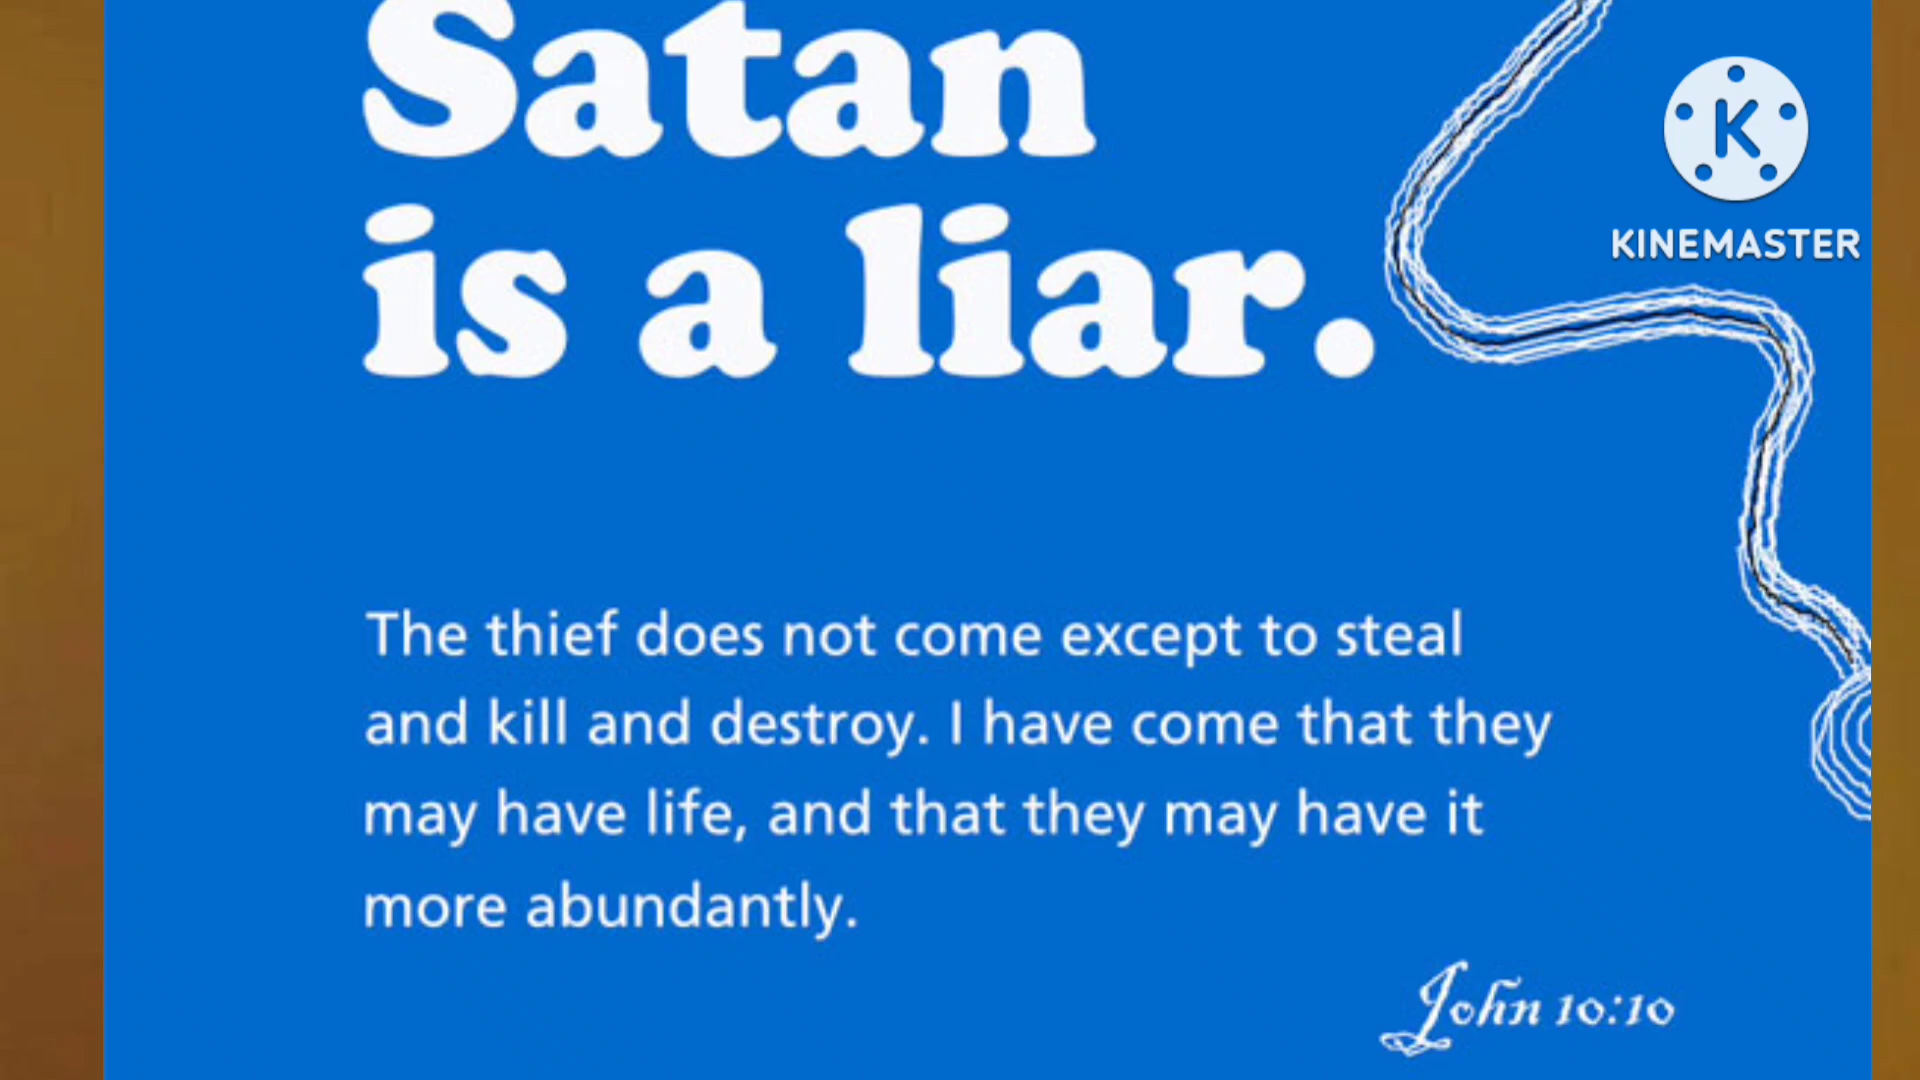 Satan
is a liar.
K
KINEMASTER
The thief does not come except to steal
and kill and destroy. I have come that they
may have life, and that they may have it
more abundantly.
John 10:10